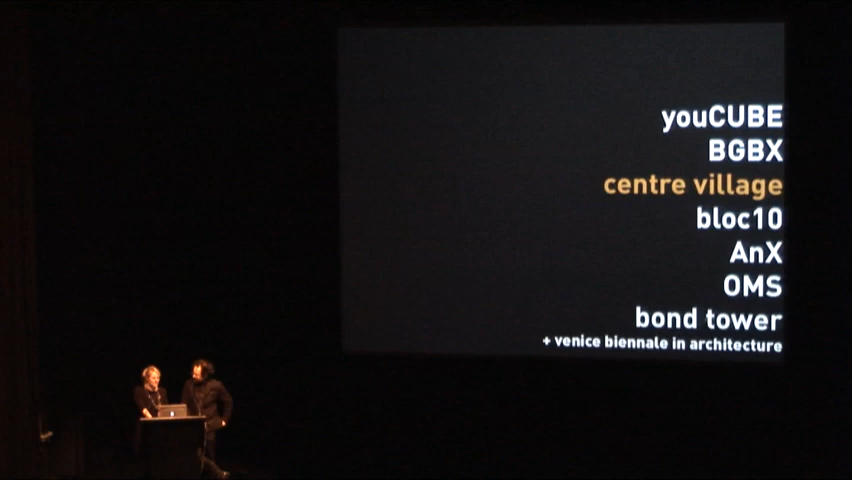 youCUBE
BGBX
centre village
bloc10
AnX
OMS
bond tower
+ venice biennale in architecture